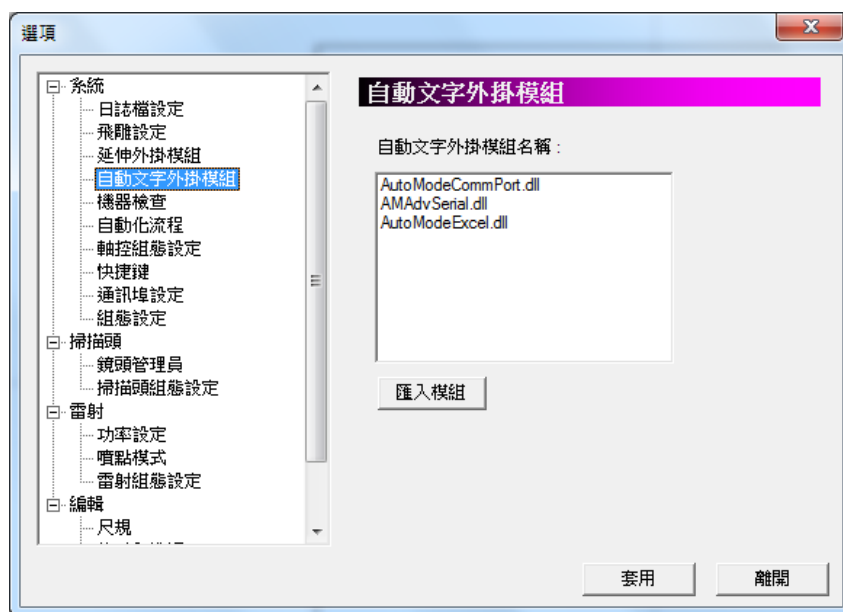 選項
系統
日誌檔設定
飛雕設定
延伸外掛模組
自動文字外掛模組
機器檢查
自動化流程
軸控組態設定
快捷鍵
通訊埠設定
組態設定
掃描頭
鏡頭管理員
掃描頭組態設定
雷射
功率設定
噴點模式
雷射組態設定
編輯
尺規
自動文字外掛模組
自動文字外掛模組名稱 :
AutoModeCommPort.dll
AMAdvSerial.dll
AutoModeExcel.dll
匯入模組
套用
離開